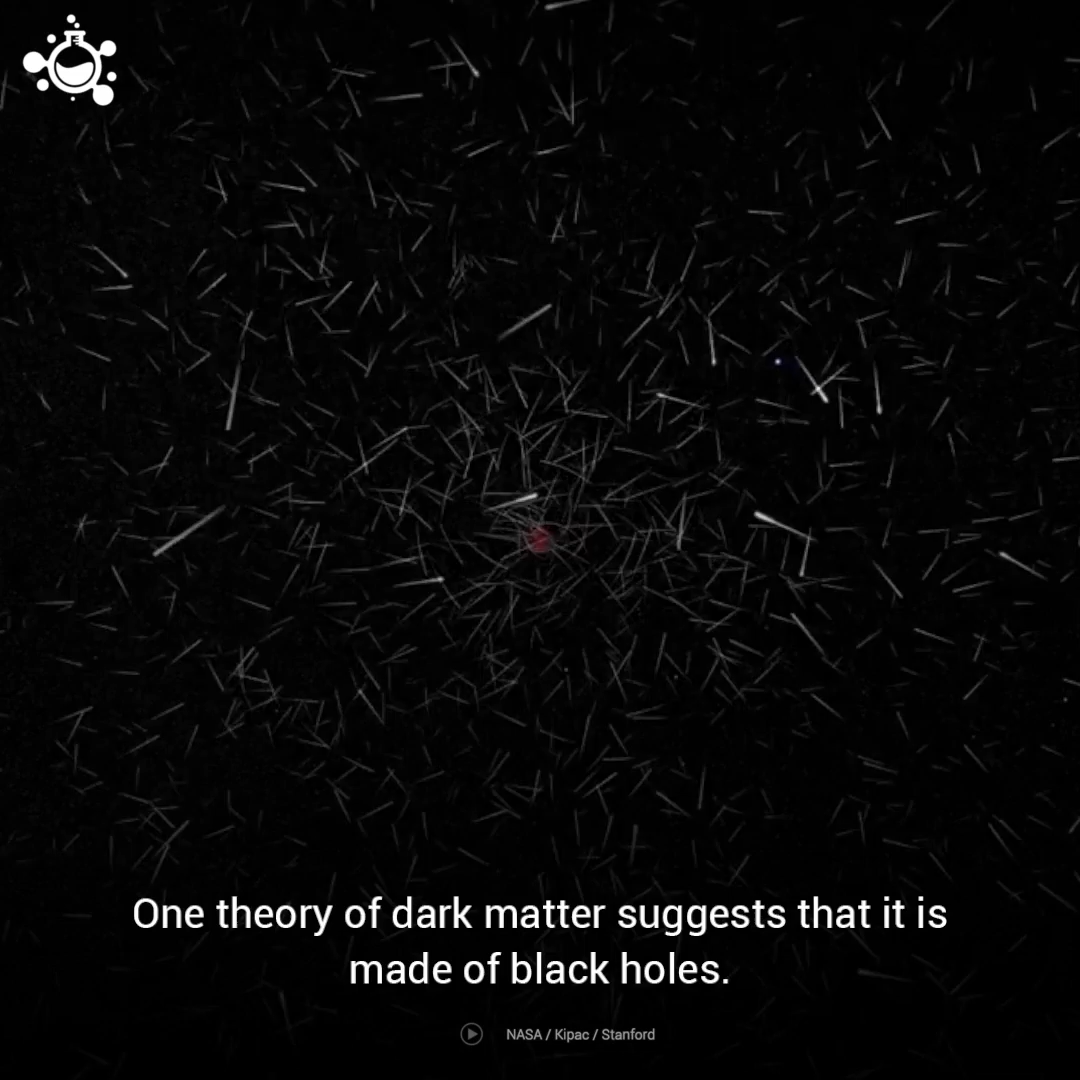 One theory of dark matter suggests that it is
made of black holes.
NASA / Kipac / Stanford